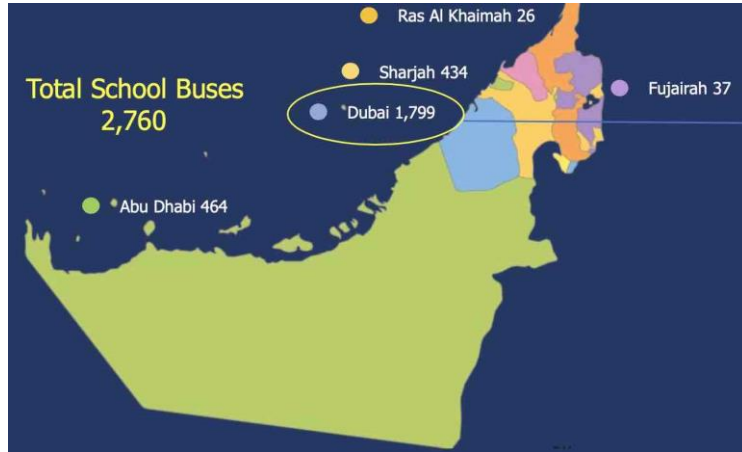 Ras Al Khaimah 26
Sharjah 434
Total School Buses
2,760
Fujairah 37
Dubai 1,799
Abu Dhabi 464